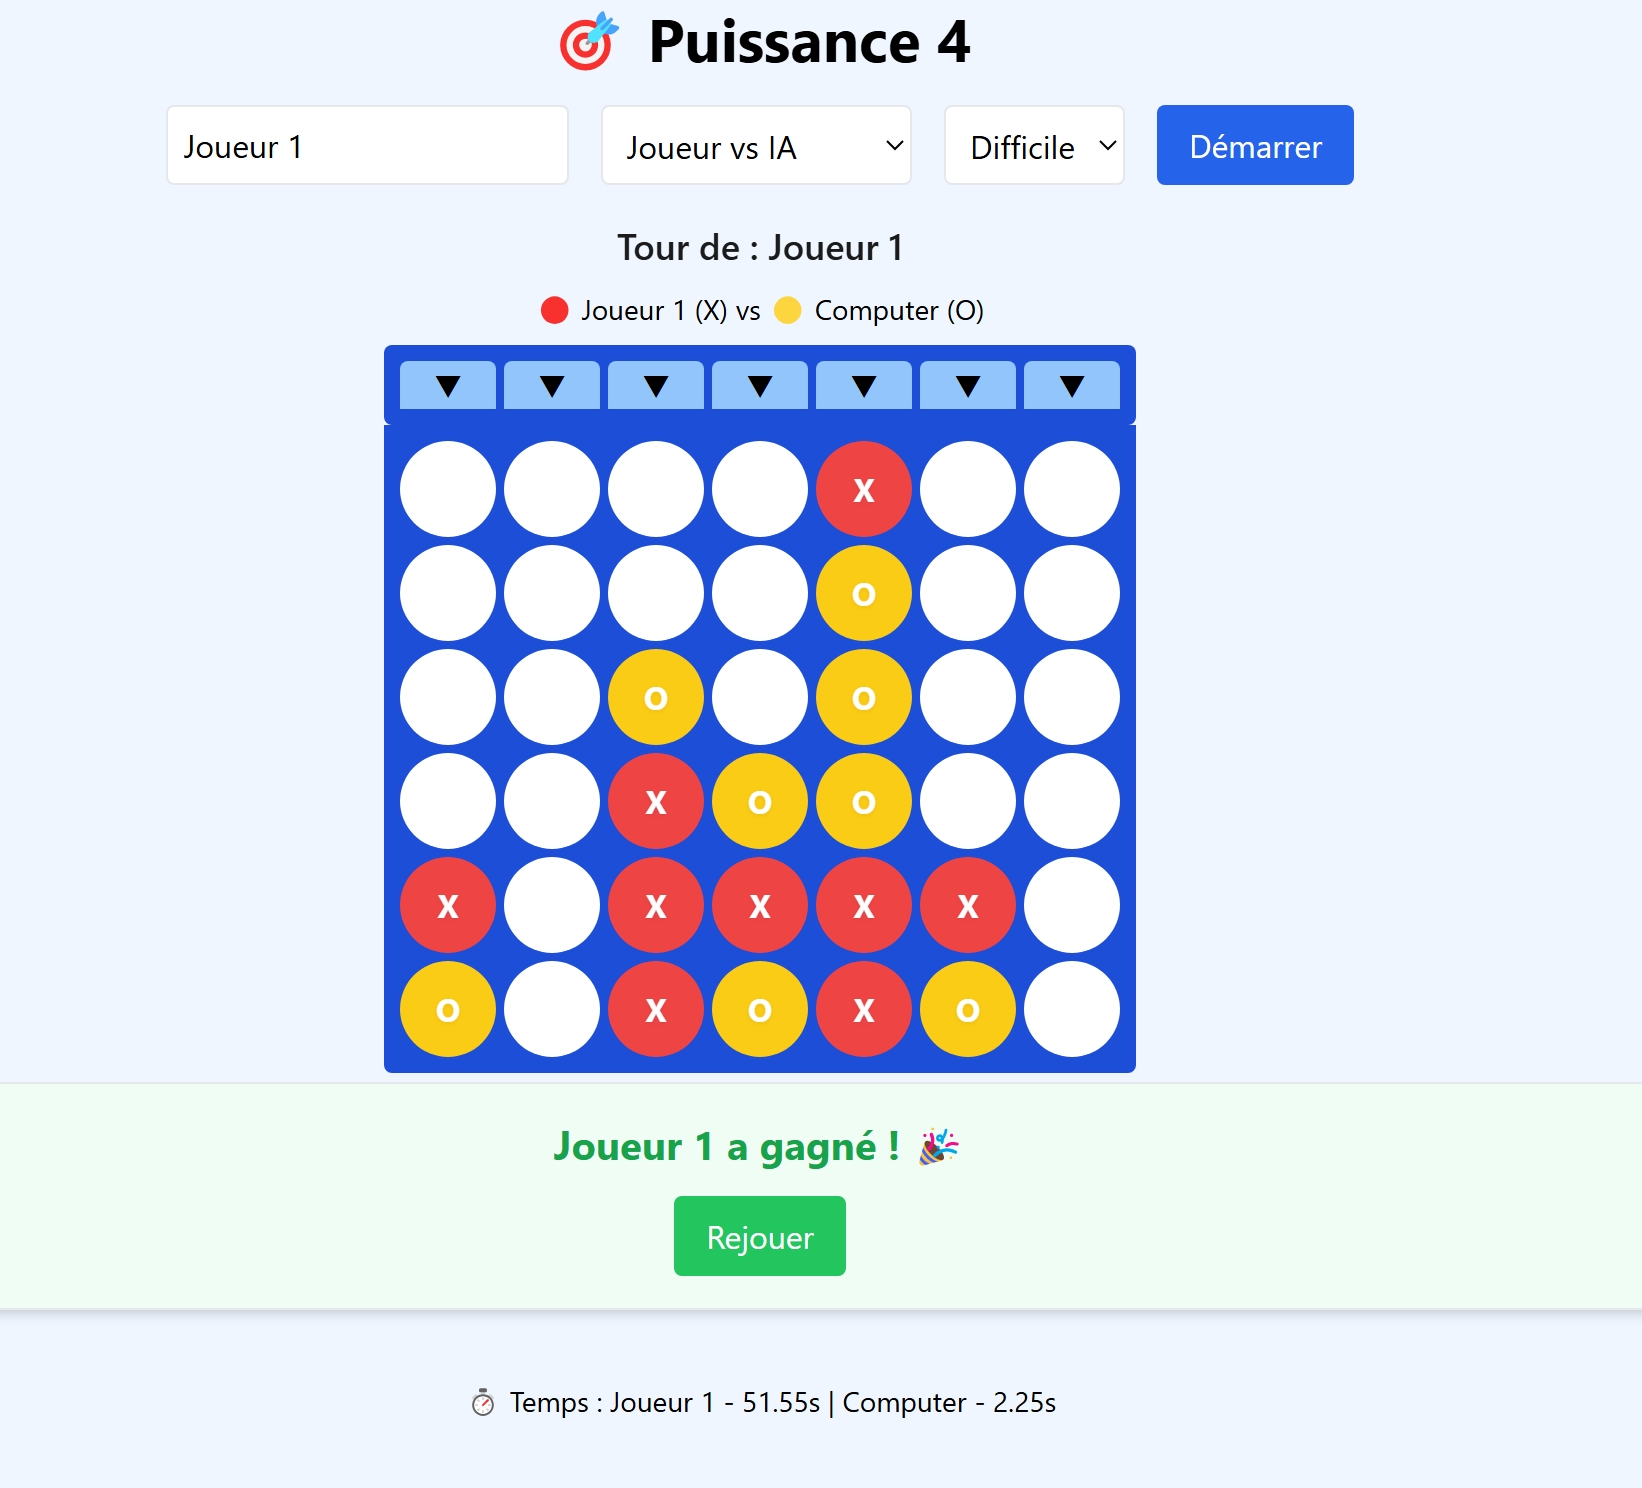 Puissance 4
Joueur 1 Joueur vs IA Difficile Démarrer
Tour de : Joueur 1
Joueur 1 (X) vs Computer (O)
▼ ▼ ▼ ▼ ▼ ▼ ▼
X
O
O O
X O O
X X X X X
O X O X O
Joueur 1 a gagné !
Rejouer
Temps : Joueur 1 - 51.55s | Computer - 2.25s